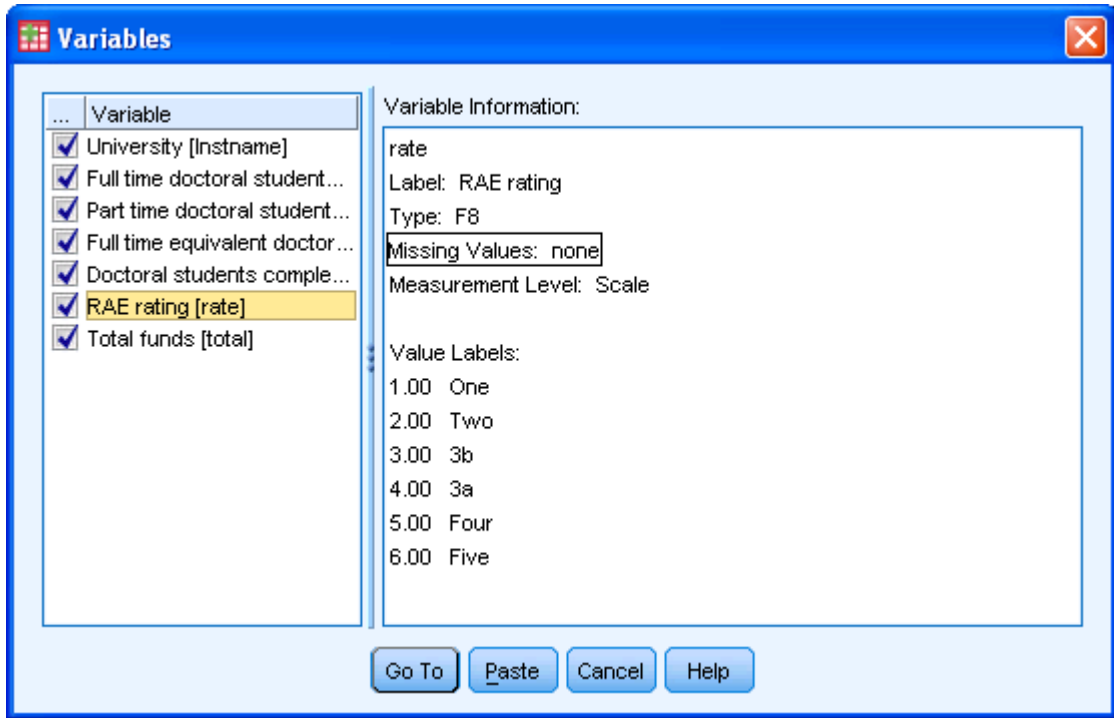 Variables
... Variable
University [Instname]
Full time doctoral student...
Part time doctoral student...
Full time equivalent doctor...
Doctoral students comple...
RAE rating [rate]
Total funds [total]
Variable Information:
rate
Label: RAE rating
Type: F8
Missing Values: none
Measurement Level: Scale
Value Labels:
1.00 One
2.00 Two
3.00 3b
4.00 3a
5.00 Four
6.00 Five
Go To Paste Cancel Help